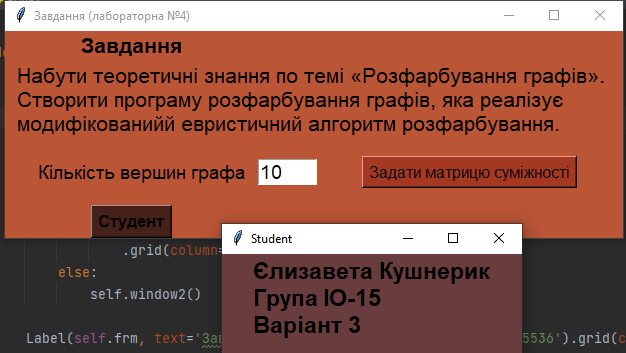 Завдання (лабораторна №4)
Завдання
Набути теоретичні знання по темі «Розфарбування графів».
Створити програму розфарбування графів, яка реалізує
модифікованийй евристичний алгоритм розфарбування.
Кількість вершин графа 10 Задати матрицю суміжності
Студент
Student
Єлизавета Кушнерик
Група ІО-15
Варіант 3
.grid(column=
else:
self.window2()
Label(self.frm, text='Зав 5536').grid(c